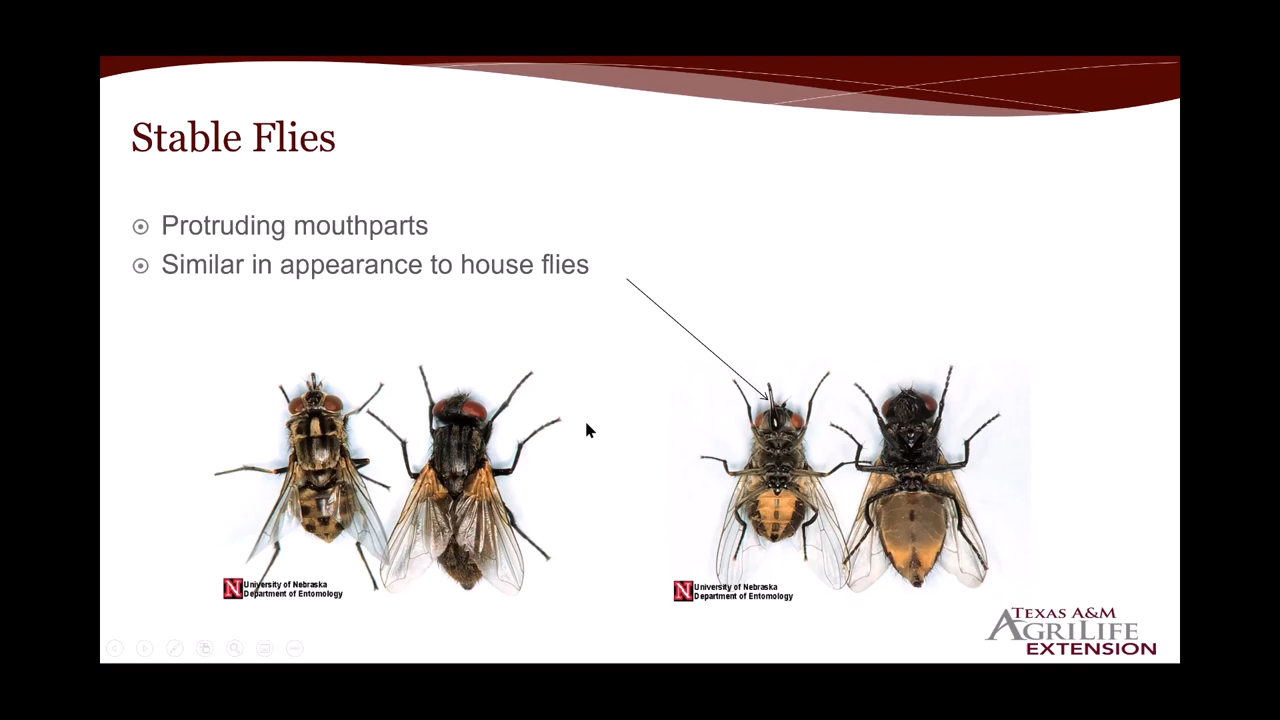 Stable Flies
Protruding mouthparts
Similar in appearance to house flies
N University of Nebraska
Department of Entomology
N University of Nebraska
Department of Entomology
TEXAS A&M
AGRILIFE
EXTENSION